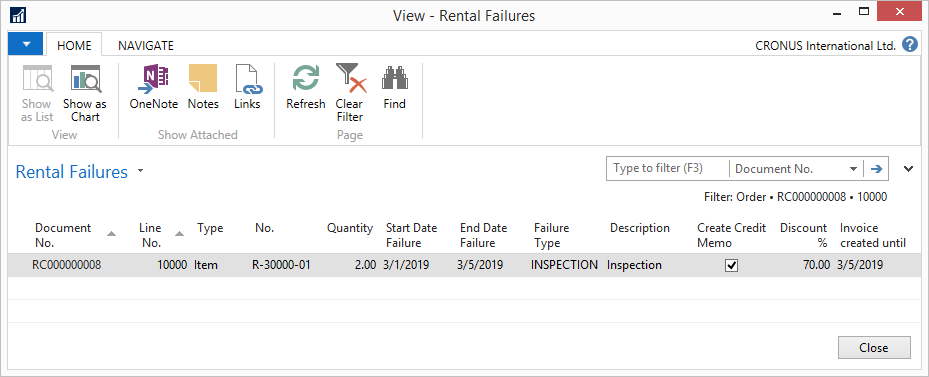 View - Rental Failures
HOME NAVIGATE CRONUS International Ltd. ?
Show as List Show as Chart OneNote Notes Links Refresh Clear Filter Find
View Show Attached Page
Rental Failures Type to filter (F3) Document No.
Filter: Order • RC000000008 • 10000
Document No. Line No. Type No. Quantity Start Date Failure End Date Failure Failure Type Description Create Credit Memo Discount % Invoice created until
RC000000008 10000 Item R-30000-01 2.00 3/1/2019 3/5/2019 INSPECTION Inspection 70.00 3/5/2019
Close